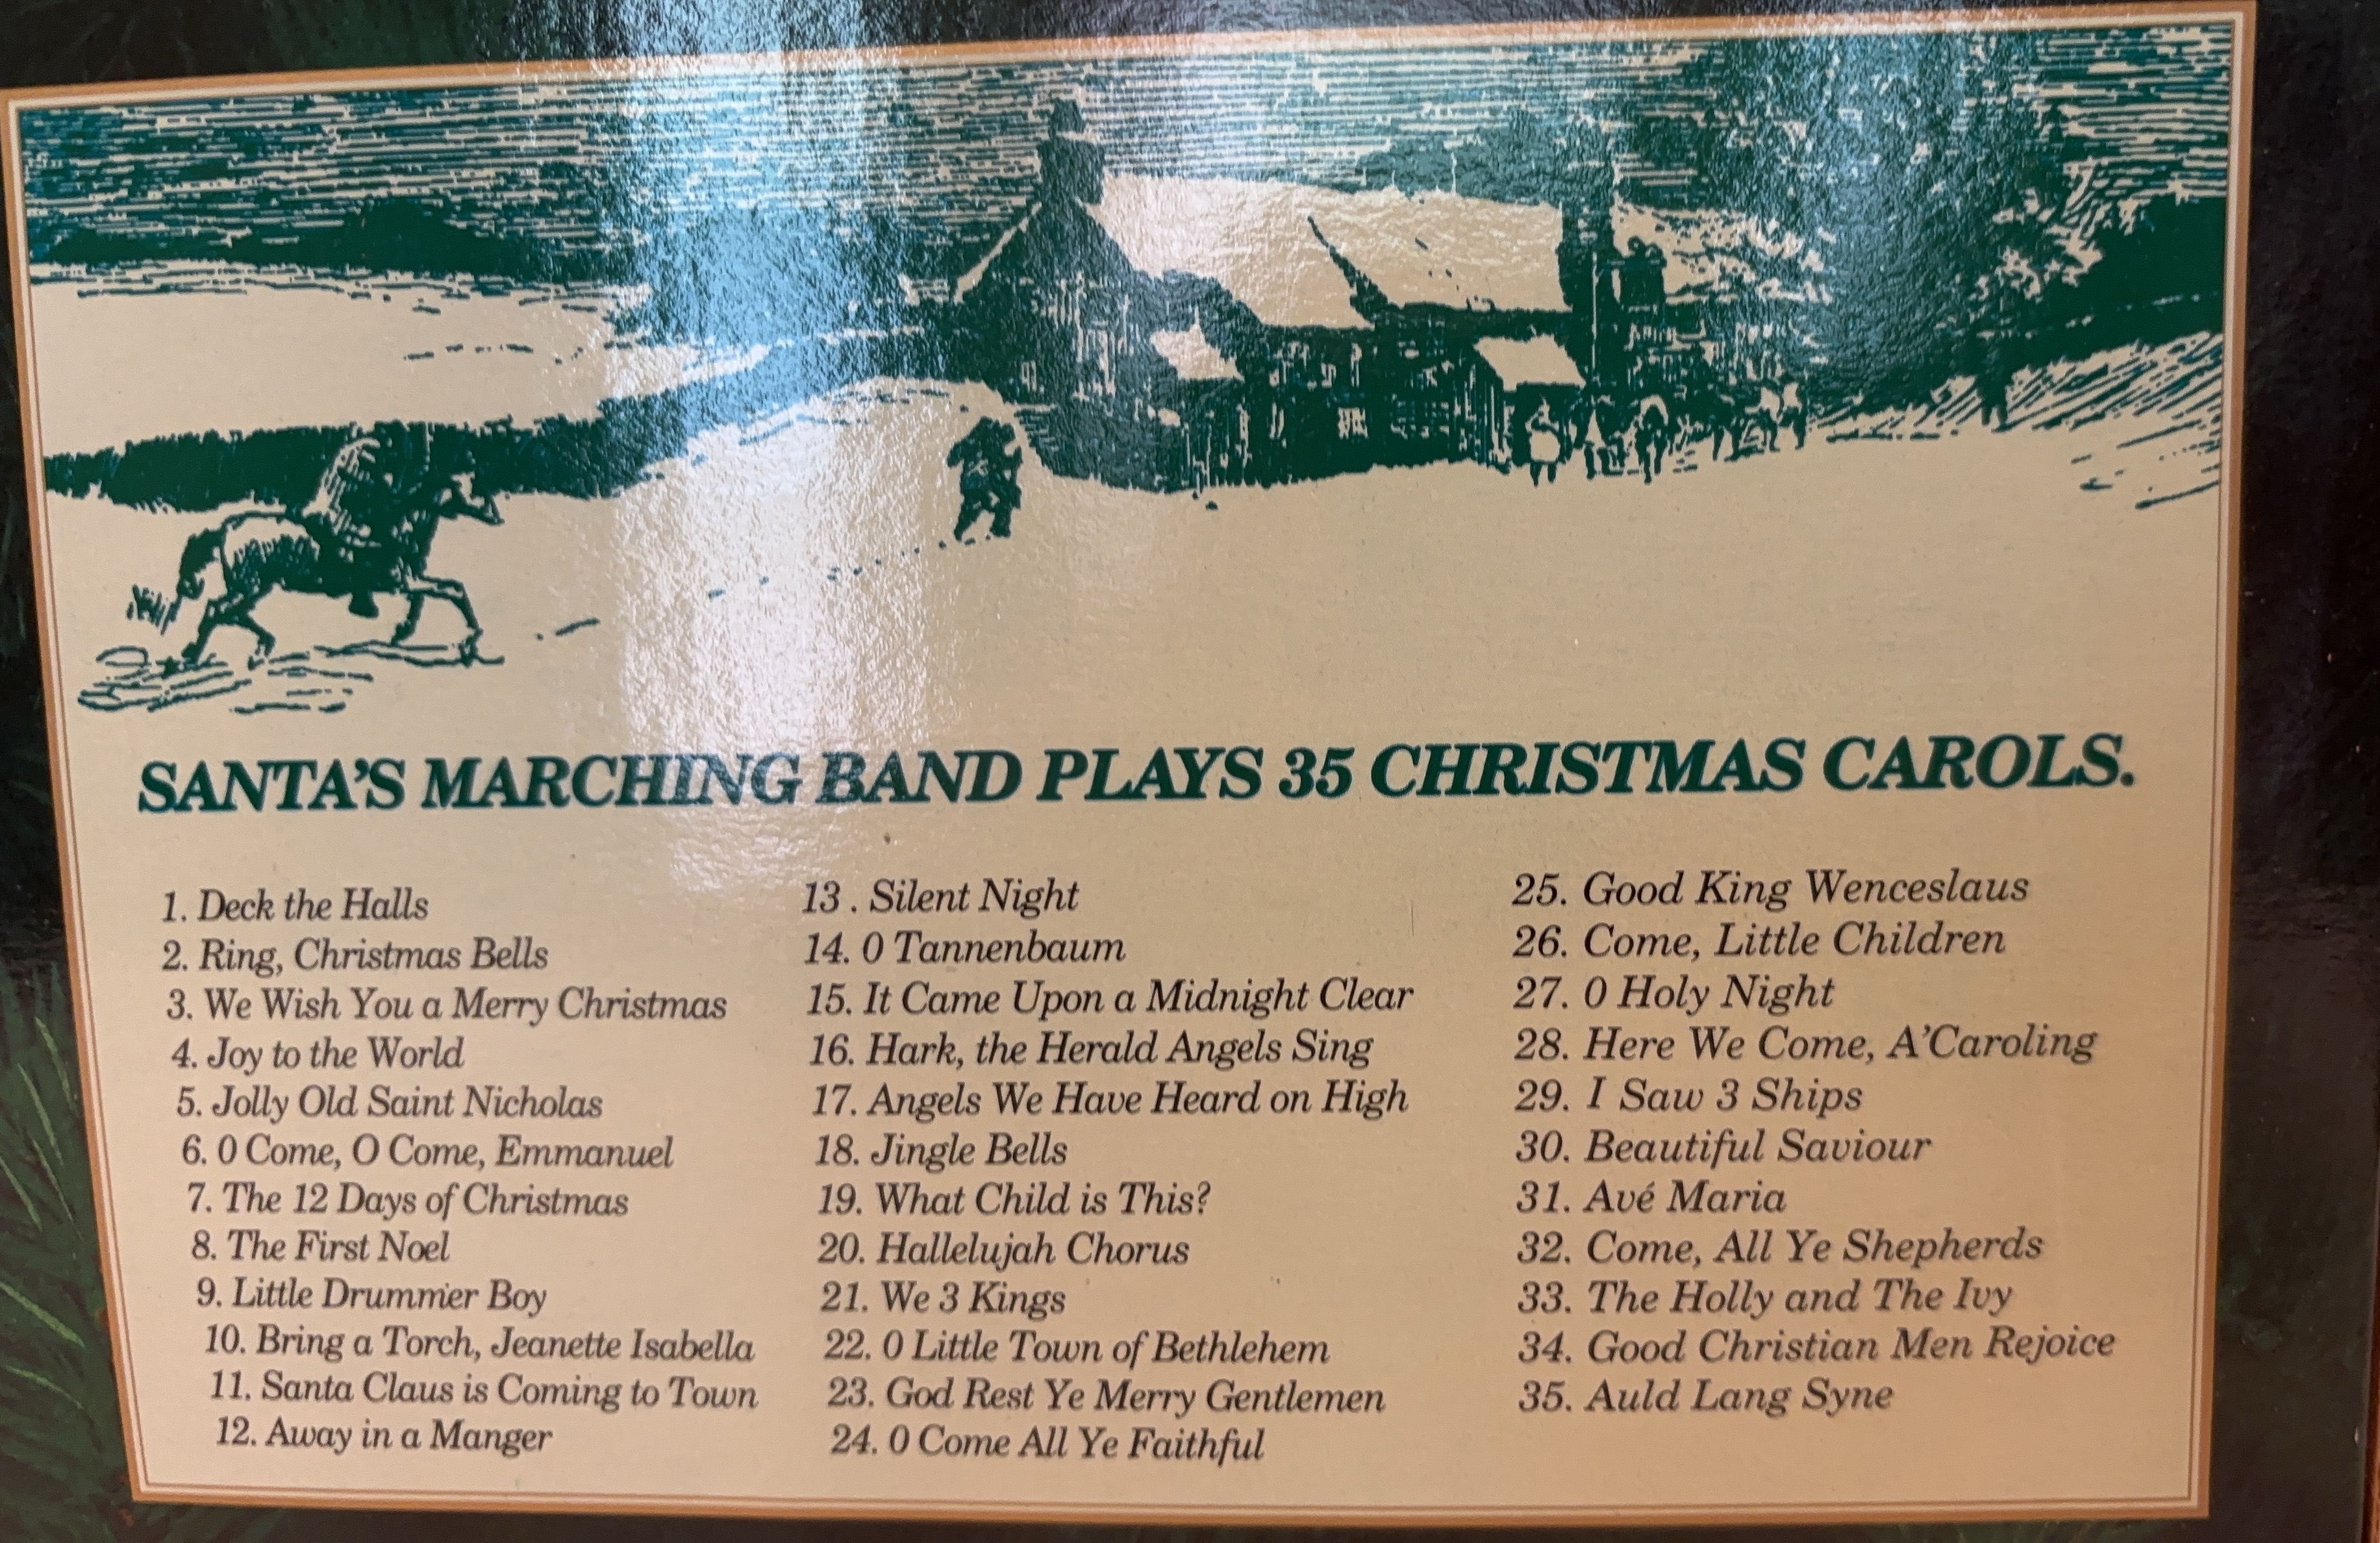 SANTA'S MARCHING BAND PLAYS 35 CHRISTMAS CAROLS.
1. Deck the Halls
2. Ring, Christmas Bells
3. We Wish You a Merry Christmas
4. Joy to the World
5. Jolly Old Saint Nicholas
6. 0 Come, O Come, Emmanuel
7. The 12 Days of Christmas
8. The First Noel
9. Little Drummer Boy
10. Bring a Torch, Jeanette Isabella
11. Santa Claus is Coming to Town
12. Away in a Manger
13 . Silent Night
14. 0 Tannenbaum
15. It Came Upon a Midnight Clear
16. Hark, the Herald Angels Sing
17. Angels We Have Heard on High
18. Jingle Bells
19. What Child is This?
20. Hallelujah Chorus
21. We 3 Kings
22. 0 Little Town of Bethlehem
23. God Rest Ye Merry Gentlemen
24. 0 Come All Ye Faithful
25. Good King Wenceslaus
26. Come, Little Children
27. 0 Holy Night
28. Here We Come, A'Caroling
29. I Saw 3 Ships
30. Beautiful Saviour
31. Avé Maria
32. Come, All Ye Shepherds
33. The Holly and The Ivy
34. Good Christian Men Rejoice
35. Auld Lang Syne